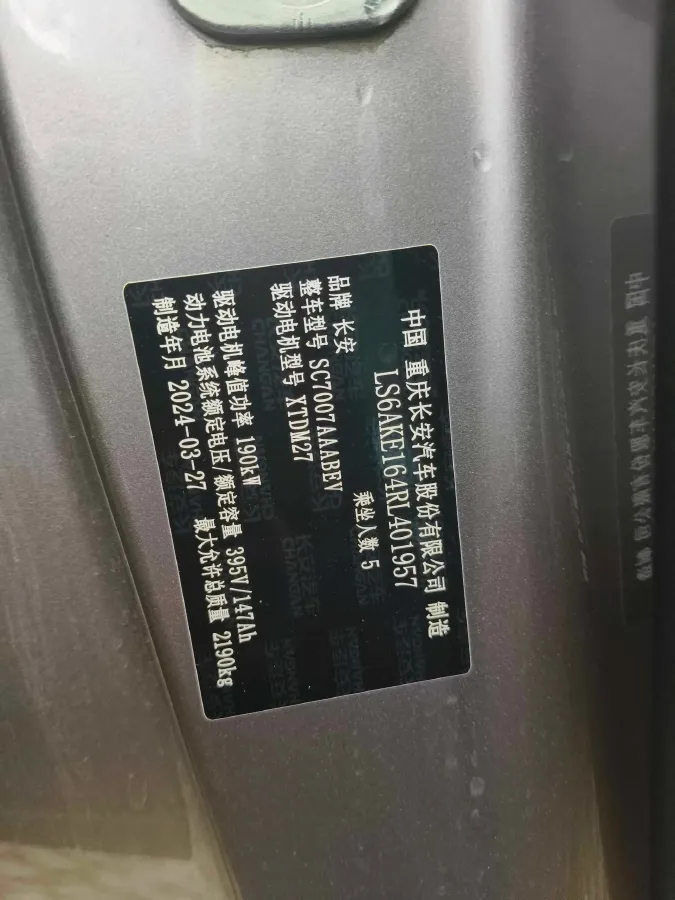 中国 重庆长安汽车股份有限公司 制造
LS6AKE164RL401957
品牌 长安 乘坐人数 5
整车型号 SC7007AAABEV
驱动电机型号 XTDM27
驱动电机峰值功率 190kW
动力电池系统额定电压/额定容量 395V/147Ah
制造年月 2024-03-27 最大允许总质量 2190kg